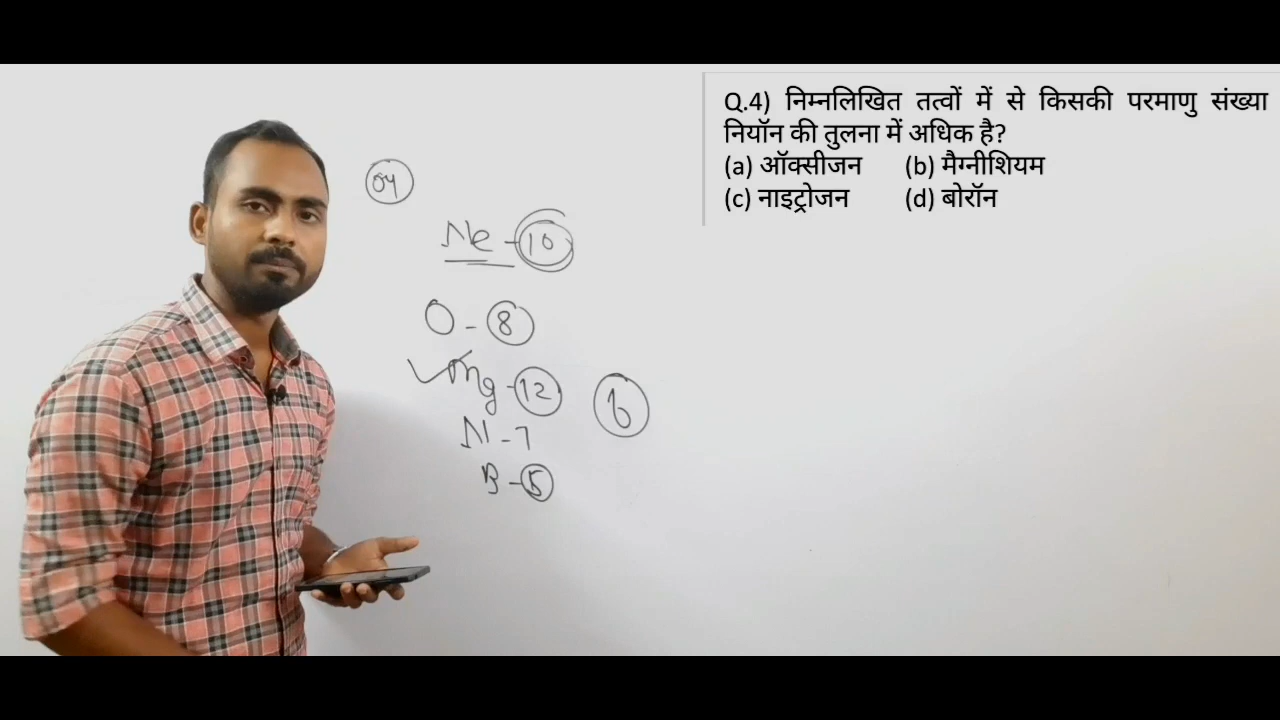 Q.4) निम्नलिखित तत्वों में से किसकी परमाणु संख्या
नियॉन की तुलना में अधिक है?
(a) ऑक्सीजन (b) मैग्नीशियम
(c) नाइट्रोजन (d) बोरॉन
04
Ne - 10
O - 8
Mg - 12
b
N - 7
B - 5